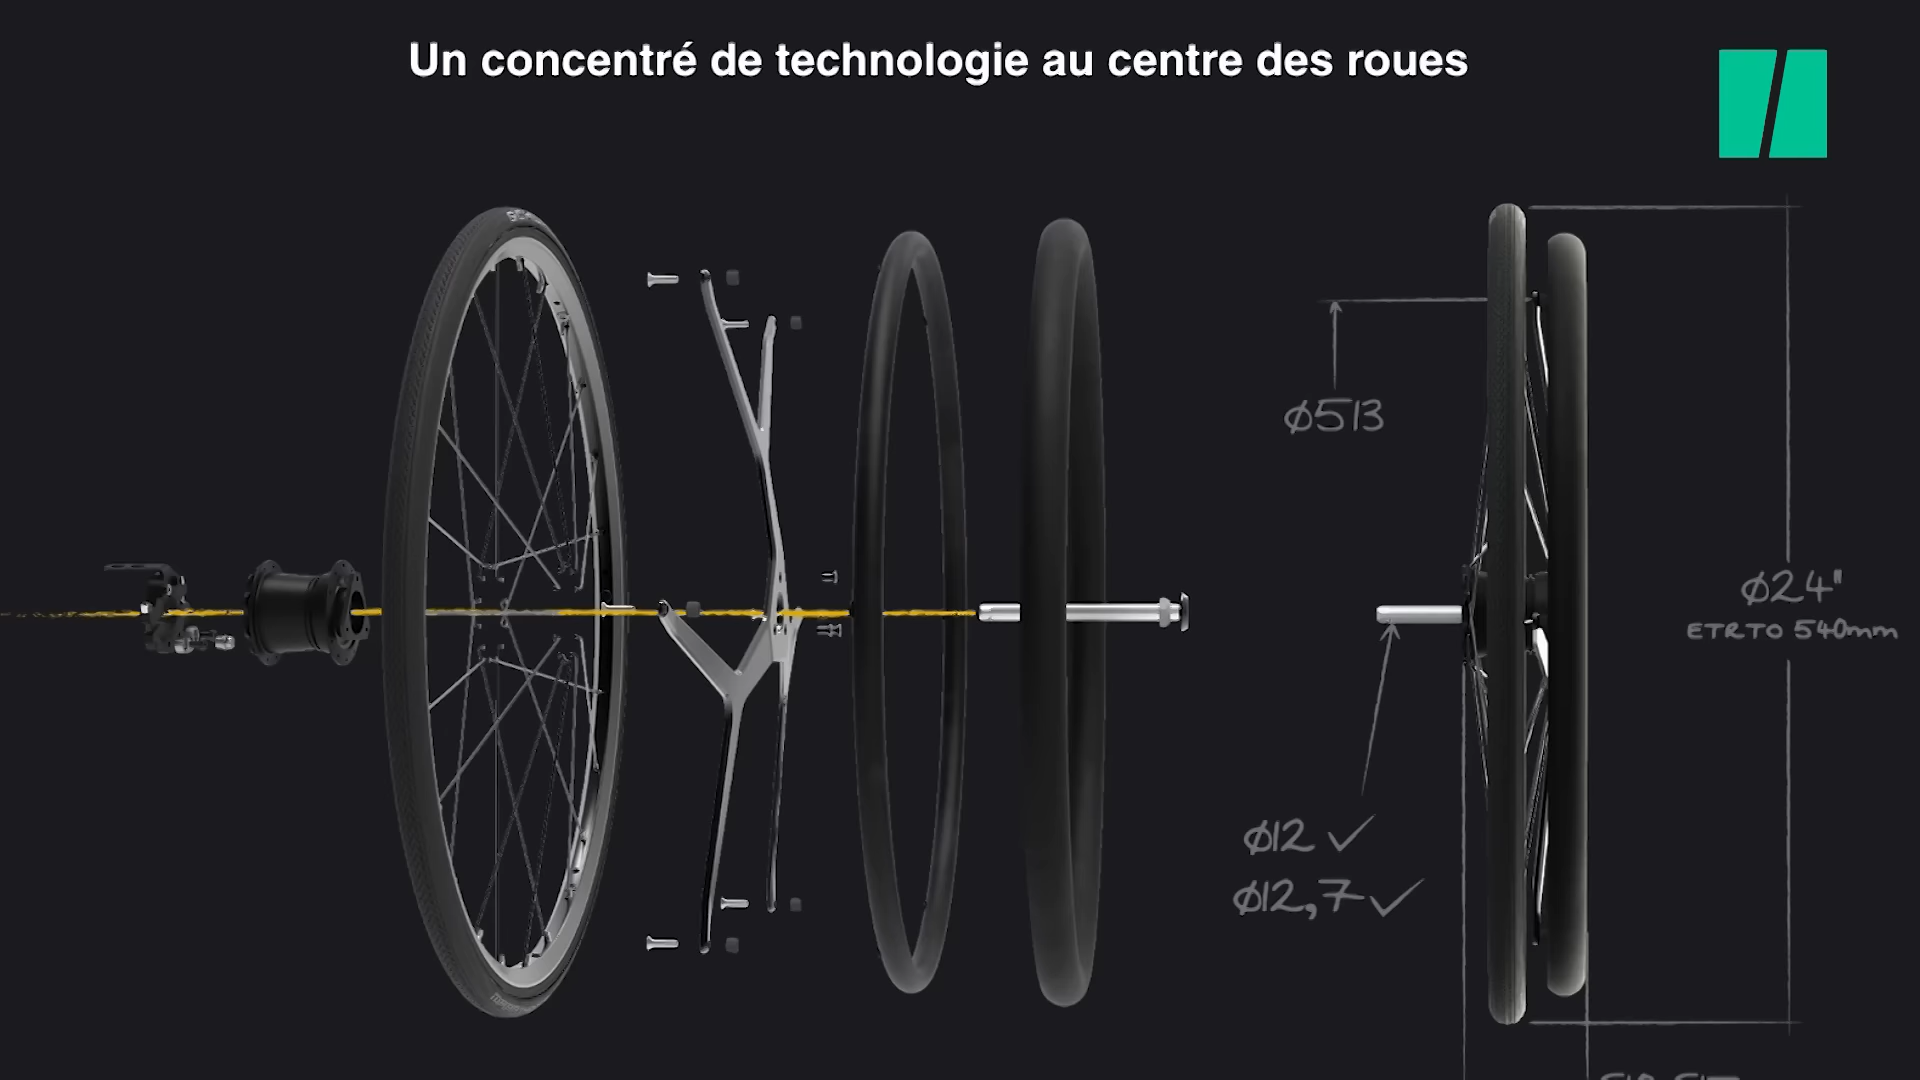 Un concentré de technologie au centre des roues
Ø513
Ø24"
ETRTO 540mm
Ø12 ✓
Ø12,7 ✓